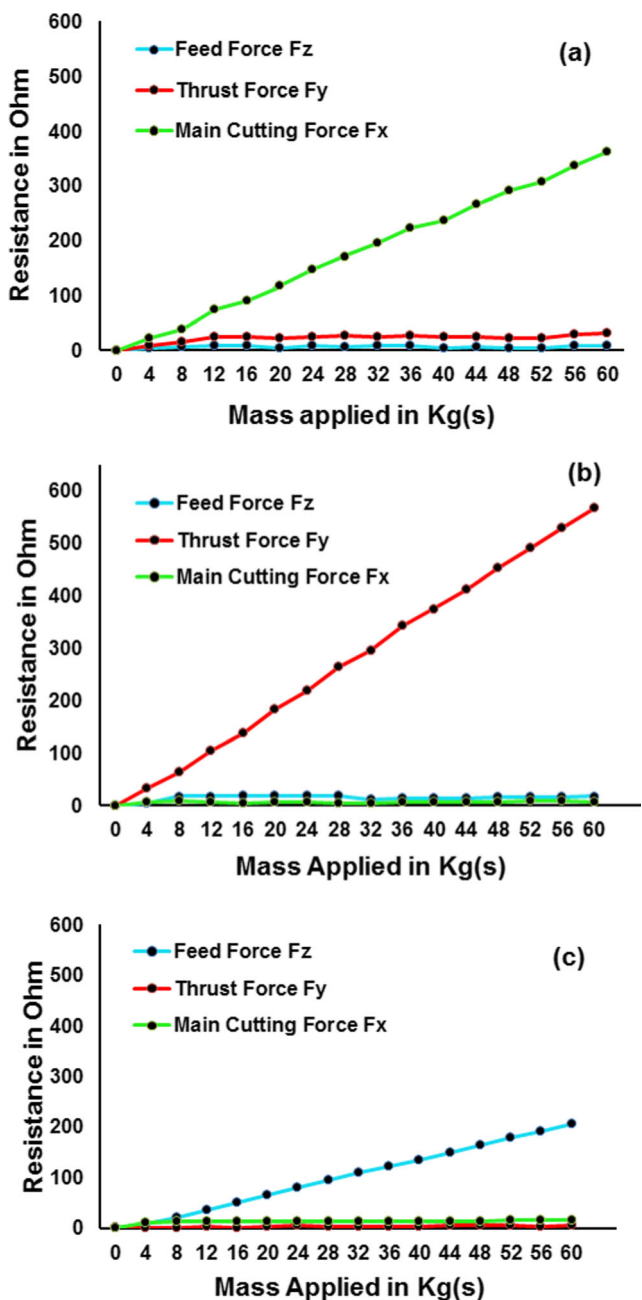 600
Feed Force Fz
(a)
500
Thrust Force Fy
400
Main Cutting Force Fx
300
200
100
0
Resistance in Ohm
0 4 8 12 16 20 24 28 32 36 40 44 48 52 56 60
Mass applied in Kg(s)
(b)
600
Feed Force Fz
500
Thrust Force Fy
Main Cutting Force Fx
400
300
200
100
0
Resistance in Ohm
0 4 8 12 16 20 24 28 32 36 40 44 48 52 56 60
Mass Applied in Kg(s)
600
Feed Force Fz
(c)
500
Thrust Force Fy
400
Main Cutting Force Fx
300
200
100
0
Resistance in Ohm
0 4 8 12 16 20 24 28 32 36 40 44 48 52 56 60
Mass Applied in Kg(s)